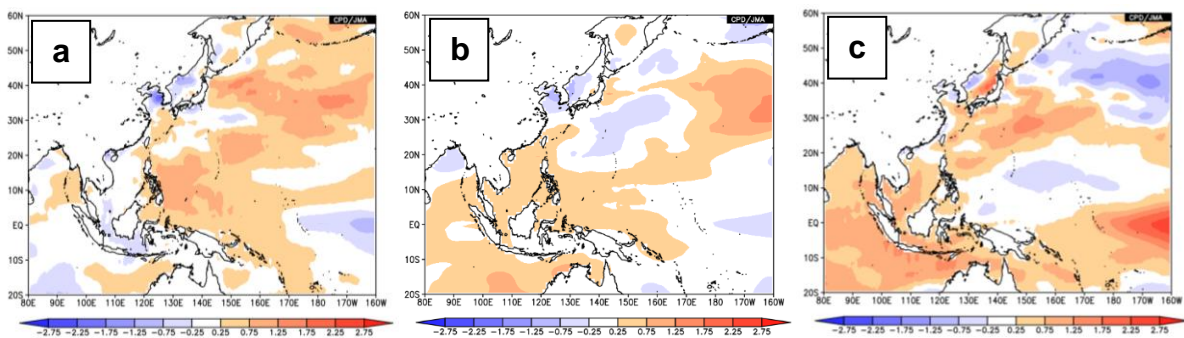 60N
CPD/JMA
a
50N
40N
30N
20N
10N
EQ
10S
20S
80E 90E 100E 110E 120E 130E 140E 150E 160E 170E 180 170W 160W
−2.75 −2.25 −1.75 −1.25 −0.75 −0.25 0.25 0.75 1.25 1.75 2.25 2.75
60N
CPD/JMA
b
50N
40N
30N
20N
10N
EQ
10S
20S
80E 90E 100E 110E 120E 130E 140E 150E 160E 170E 180 170W 160W
−2.75 −2.25 −1.75 −1.25 −0.75 −0.25 0.25 0.75 1.25 1.75 2.25 2.75
60N
CPD/JMA
c
50N
40N
30N
20N
10N
EQ
10S
20S
80E 90E 100E 110E 120E 130E 140E 150E 160E 170E 180 170W 160W
−2.75 −2.25 −1.75 −1.25 −0.75 −0.25 0.25 0.75 1.25 1.75 2.25 2.75